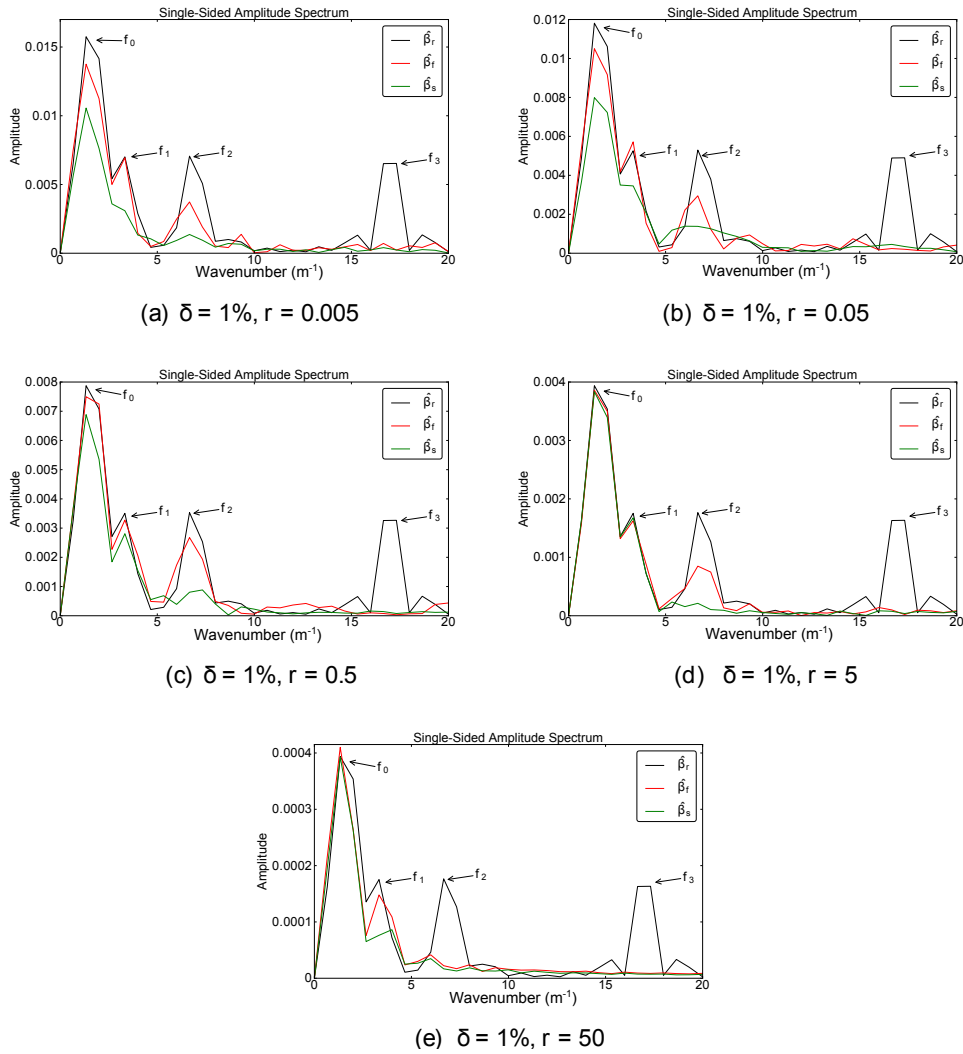 Single-Sided Amplitude Spectrum
Amplitude
0.015
0.01
0.005
0
f0
f1
f2
f3
β̂r
β̂f
β̂s
0 5 10 15 20
Wavenumber (m-1)
(a) δ = 1%, r = 0.005
Single-Sided Amplitude Spectrum
Amplitude
0.012
0.01
0.008
0.006
0.004
0.002
0
f0
f1
f2
f3
β̂r
β̂f
β̂s
0 5 10 15 20
Wavenumber (m-1)
(b) δ = 1%, r = 0.05
Single-Sided Amplitude Spectrum
Amplitude
0.008
0.007
0.006
0.005
0.004
0.003
0.002
0.001
0
f0
f1
f2
f3
β̂r
β̂f
β̂s
0 5 10 15 20
Wavenumber (m-1)
(c) δ = 1%, r = 0.5
Single-Sided Amplitude Spectrum
Amplitude
0.004
0.003
0.002
0.001
0
f0
f1
f2
f3
β̂r
β̂f
β̂s
0 5 10 15 20
Wavenumber (m-1)
(d) δ = 1%, r = 5
Single-Sided Amplitude Spectrum
Amplitude
0.0004
0.0003
0.0002
0.0001
0
f0
f1
f2
f3
β̂r
β̂f
β̂s
0 5 10 15 20
Wavenumber (m-1)
(e) δ = 1%, r = 50